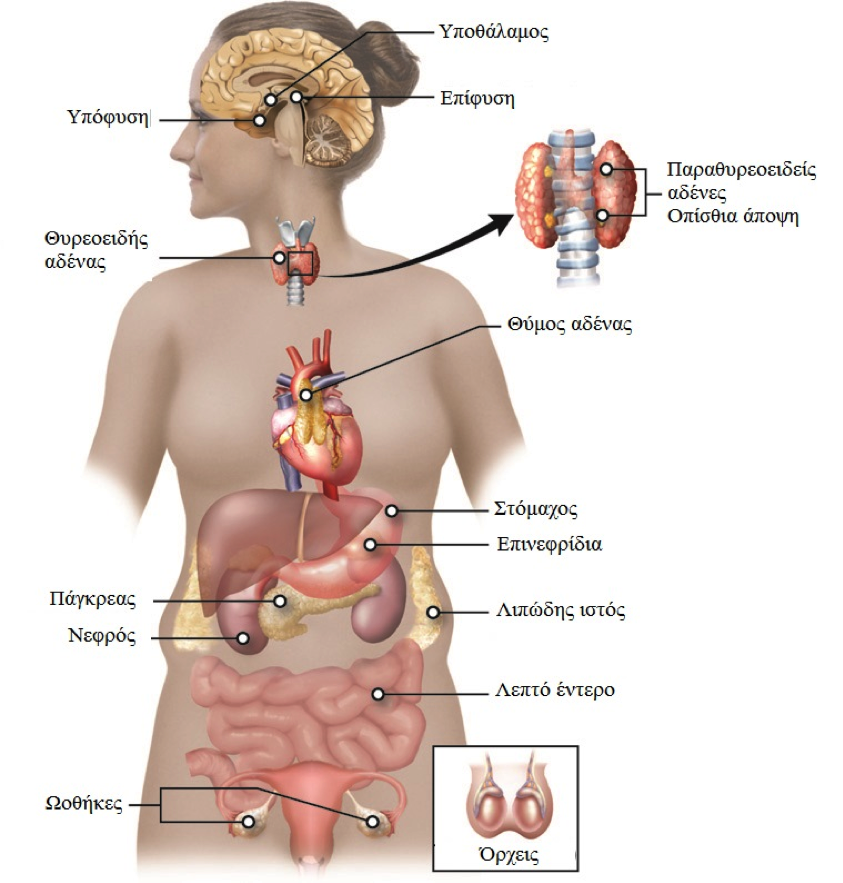 Υποθάλαμος
Επίφυση
Υπόφυση
Παραθυρεοειδείς
αδένες
Οπίσθια άποψη
Θυρεοειδής
αδένας
Θύμος αδένας
Στόμαχος
Επινεφρίδια
Πάγκρεας
Λιπώδης ιστός
Νεφρός
Λεπτό έντερο
Ωοθήκες
Όρχεις